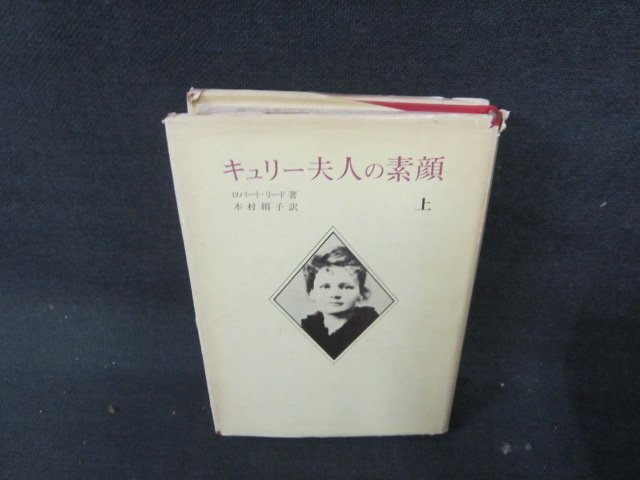 キュリー夫人の素顔
ロバート・リード著
木村絹子訳
上